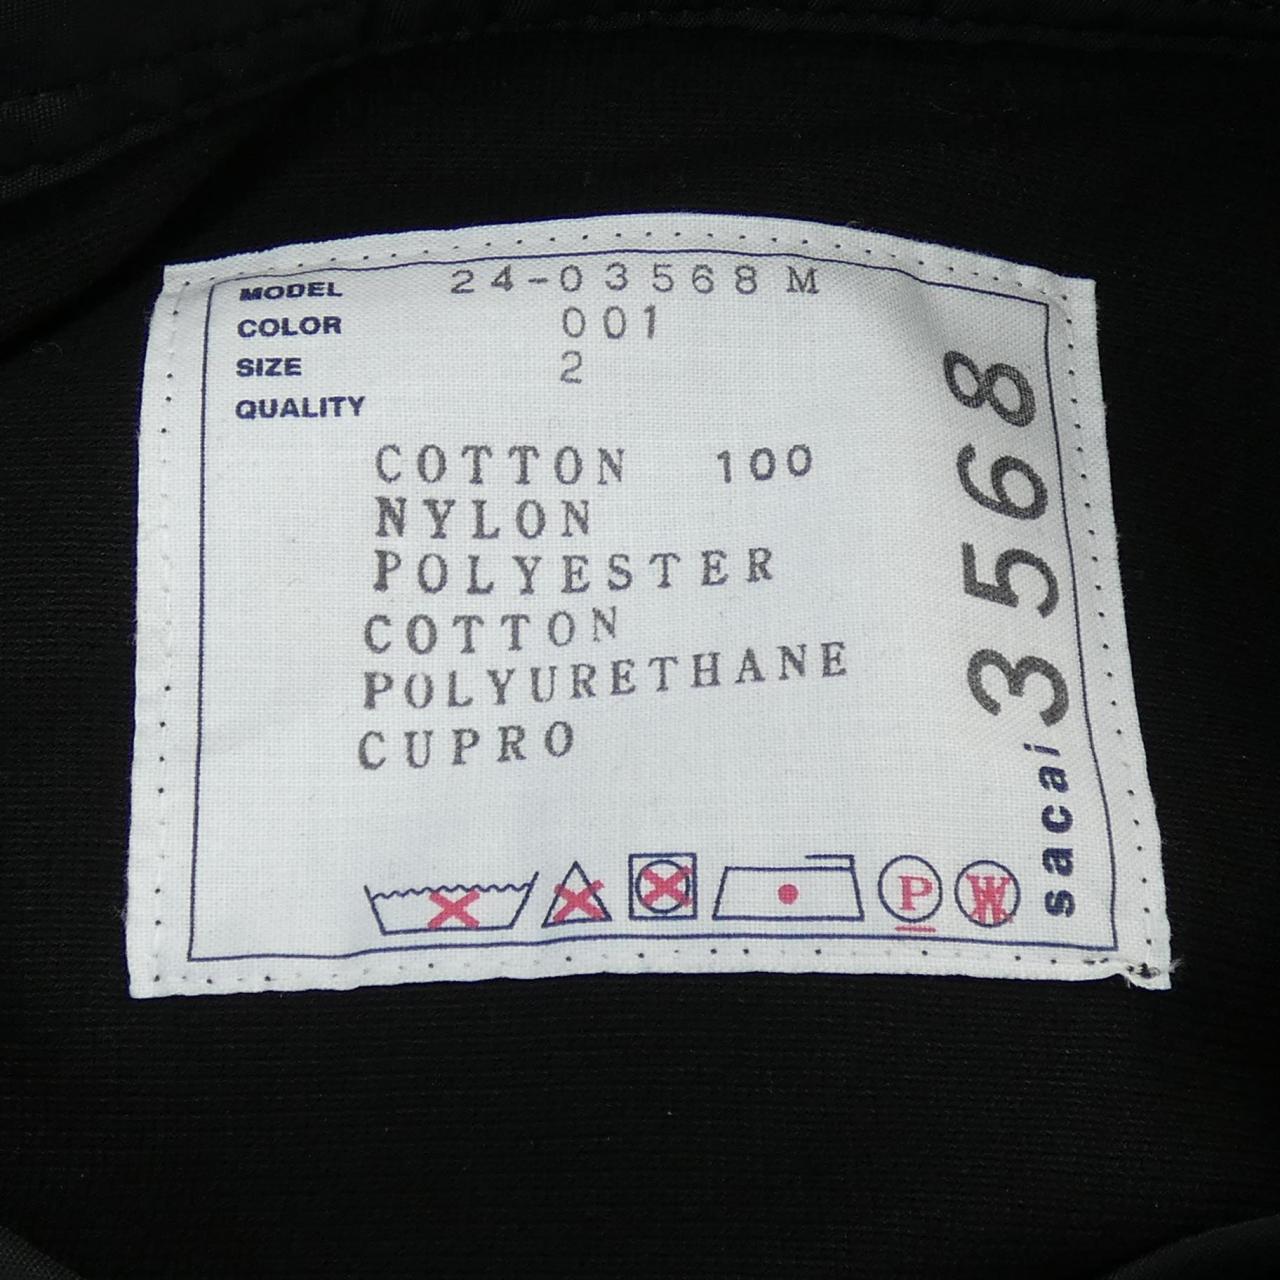 MODEL 24-03568M
COLOR 001
SIZE 2
QUALITY
COTTON 100
NYLON
POLYESTER
COTTON
POLYURETHANE
CUPRO
P W
sacai 3568